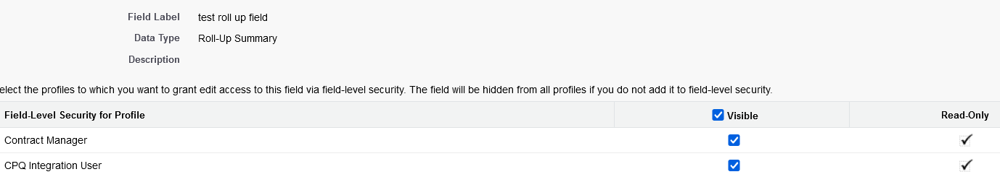 Field Label test roll up field
Data Type Roll-Up Summary
Description
elect the profiles to which you want to grant edit access to this field via field-level security. The field will be hidden from all profiles if you do not add it to field-level security.
Field-Level Security for Profile Visible Read-Only
Contract Manager
CPQ Integration User